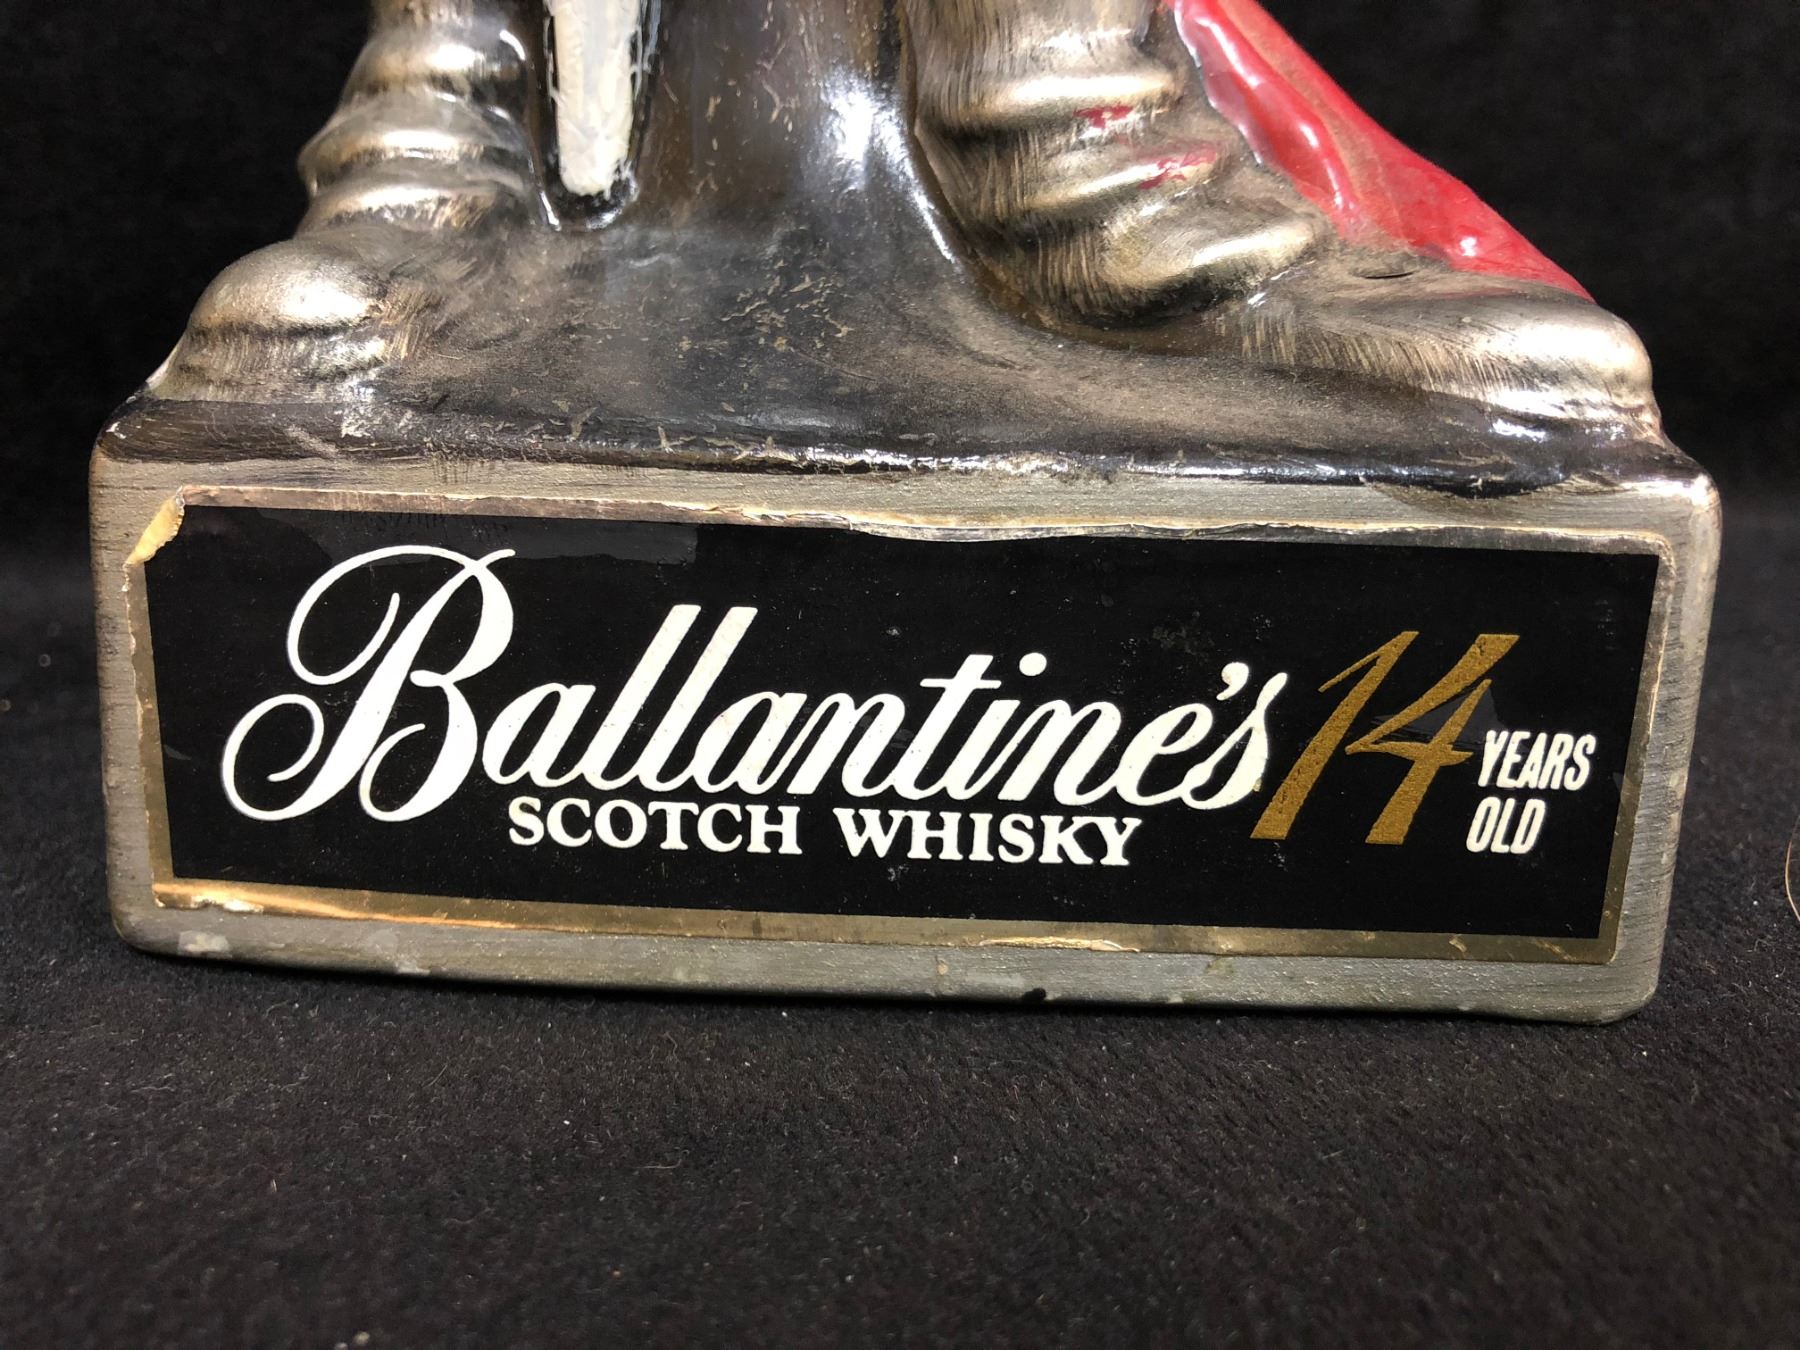 Ballantine's 14 YEARS OLD
SCOTCH WHISKY